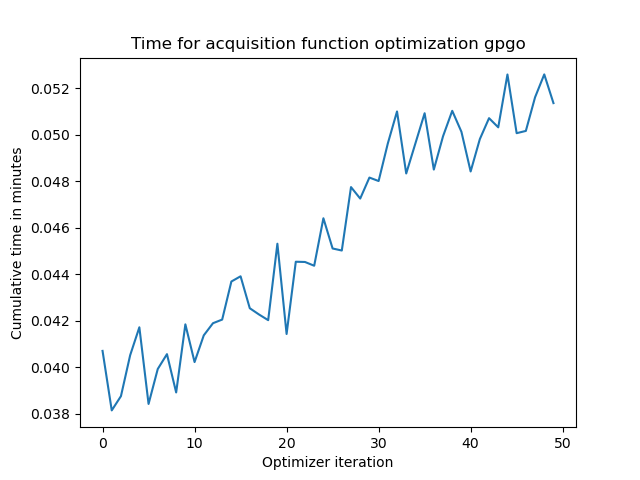 Time for acquisition function optimization gpgo
0.052
0.050
0.048
0.046
0.044
0.042
0.040
0.038
Cumulative time in minutes
0 10 20 30 40 50
Optimizer iteration